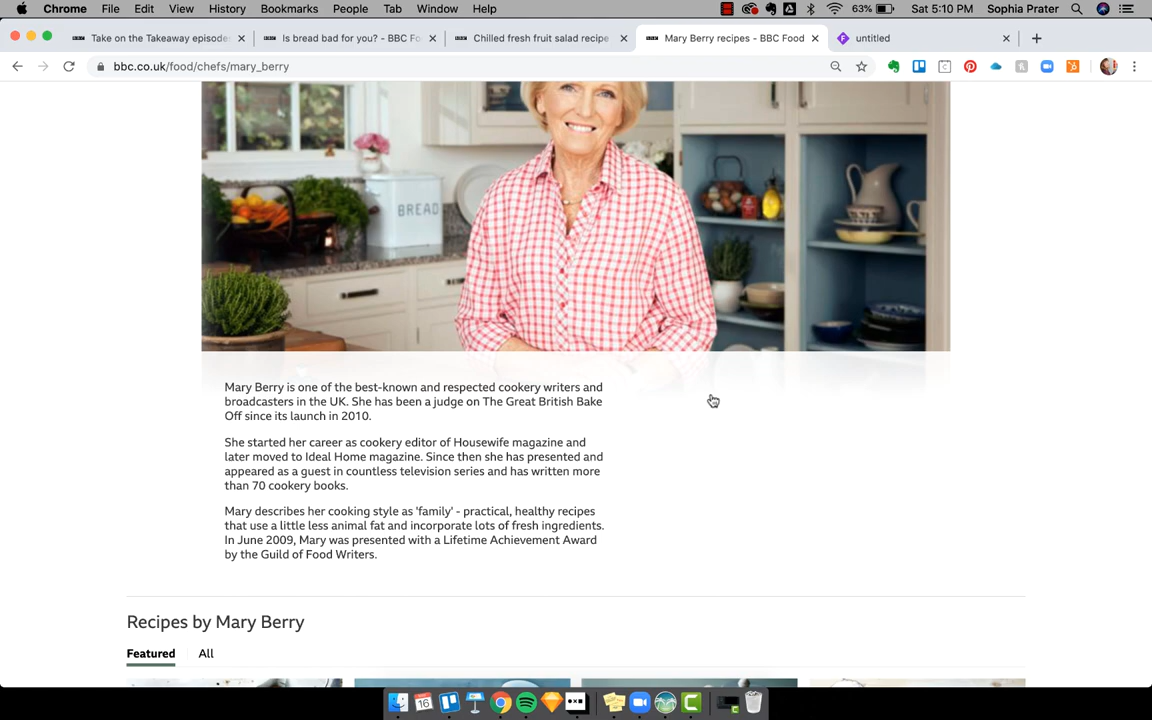 Chrome File Edit View History Bookmarks People Tab Window Help 63% Sat 5:10 PM Sophia Prater
Take on the Takeaway episode Is bread bad for you? - BBC Fo Chilled fresh fruit salad recipe Mary Berry recipes - BBC Food untitled
bbc.co.uk/food/chefs/mary_berry
BREAD
Mary Berry is one of the best-known and respected cookery writers and
broadcasters in the UK. She has been a judge on The Great British Bake
Off since its launch in 2010.
She started her career as cookery editor of Housewife magazine and
later moved to Ideal Home magazine. Since then she has presented and
appeared as a guest in countless television series and has written more
than 70 cookery books.
Mary describes her cooking style as 'family' - practical, healthy recipes
that use a little less animal fat and incorporate lots of fresh ingredients.
In June 2009, Mary was presented with a Lifetime Achievement Award
by the Guild of Food Writers.
Recipes by Mary Berry
Featured All
16